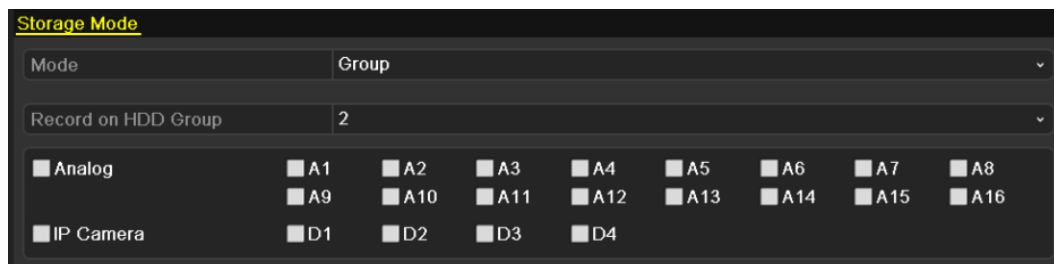 Storage Mode
Mode Group
Record on HDD Group 2
Analog A1 A2 A3 A4 A5 A6 A7 A8
A9 A10 A11 A12 A13 A14 A15 A16
IP Camera D1 D2 D3 D4